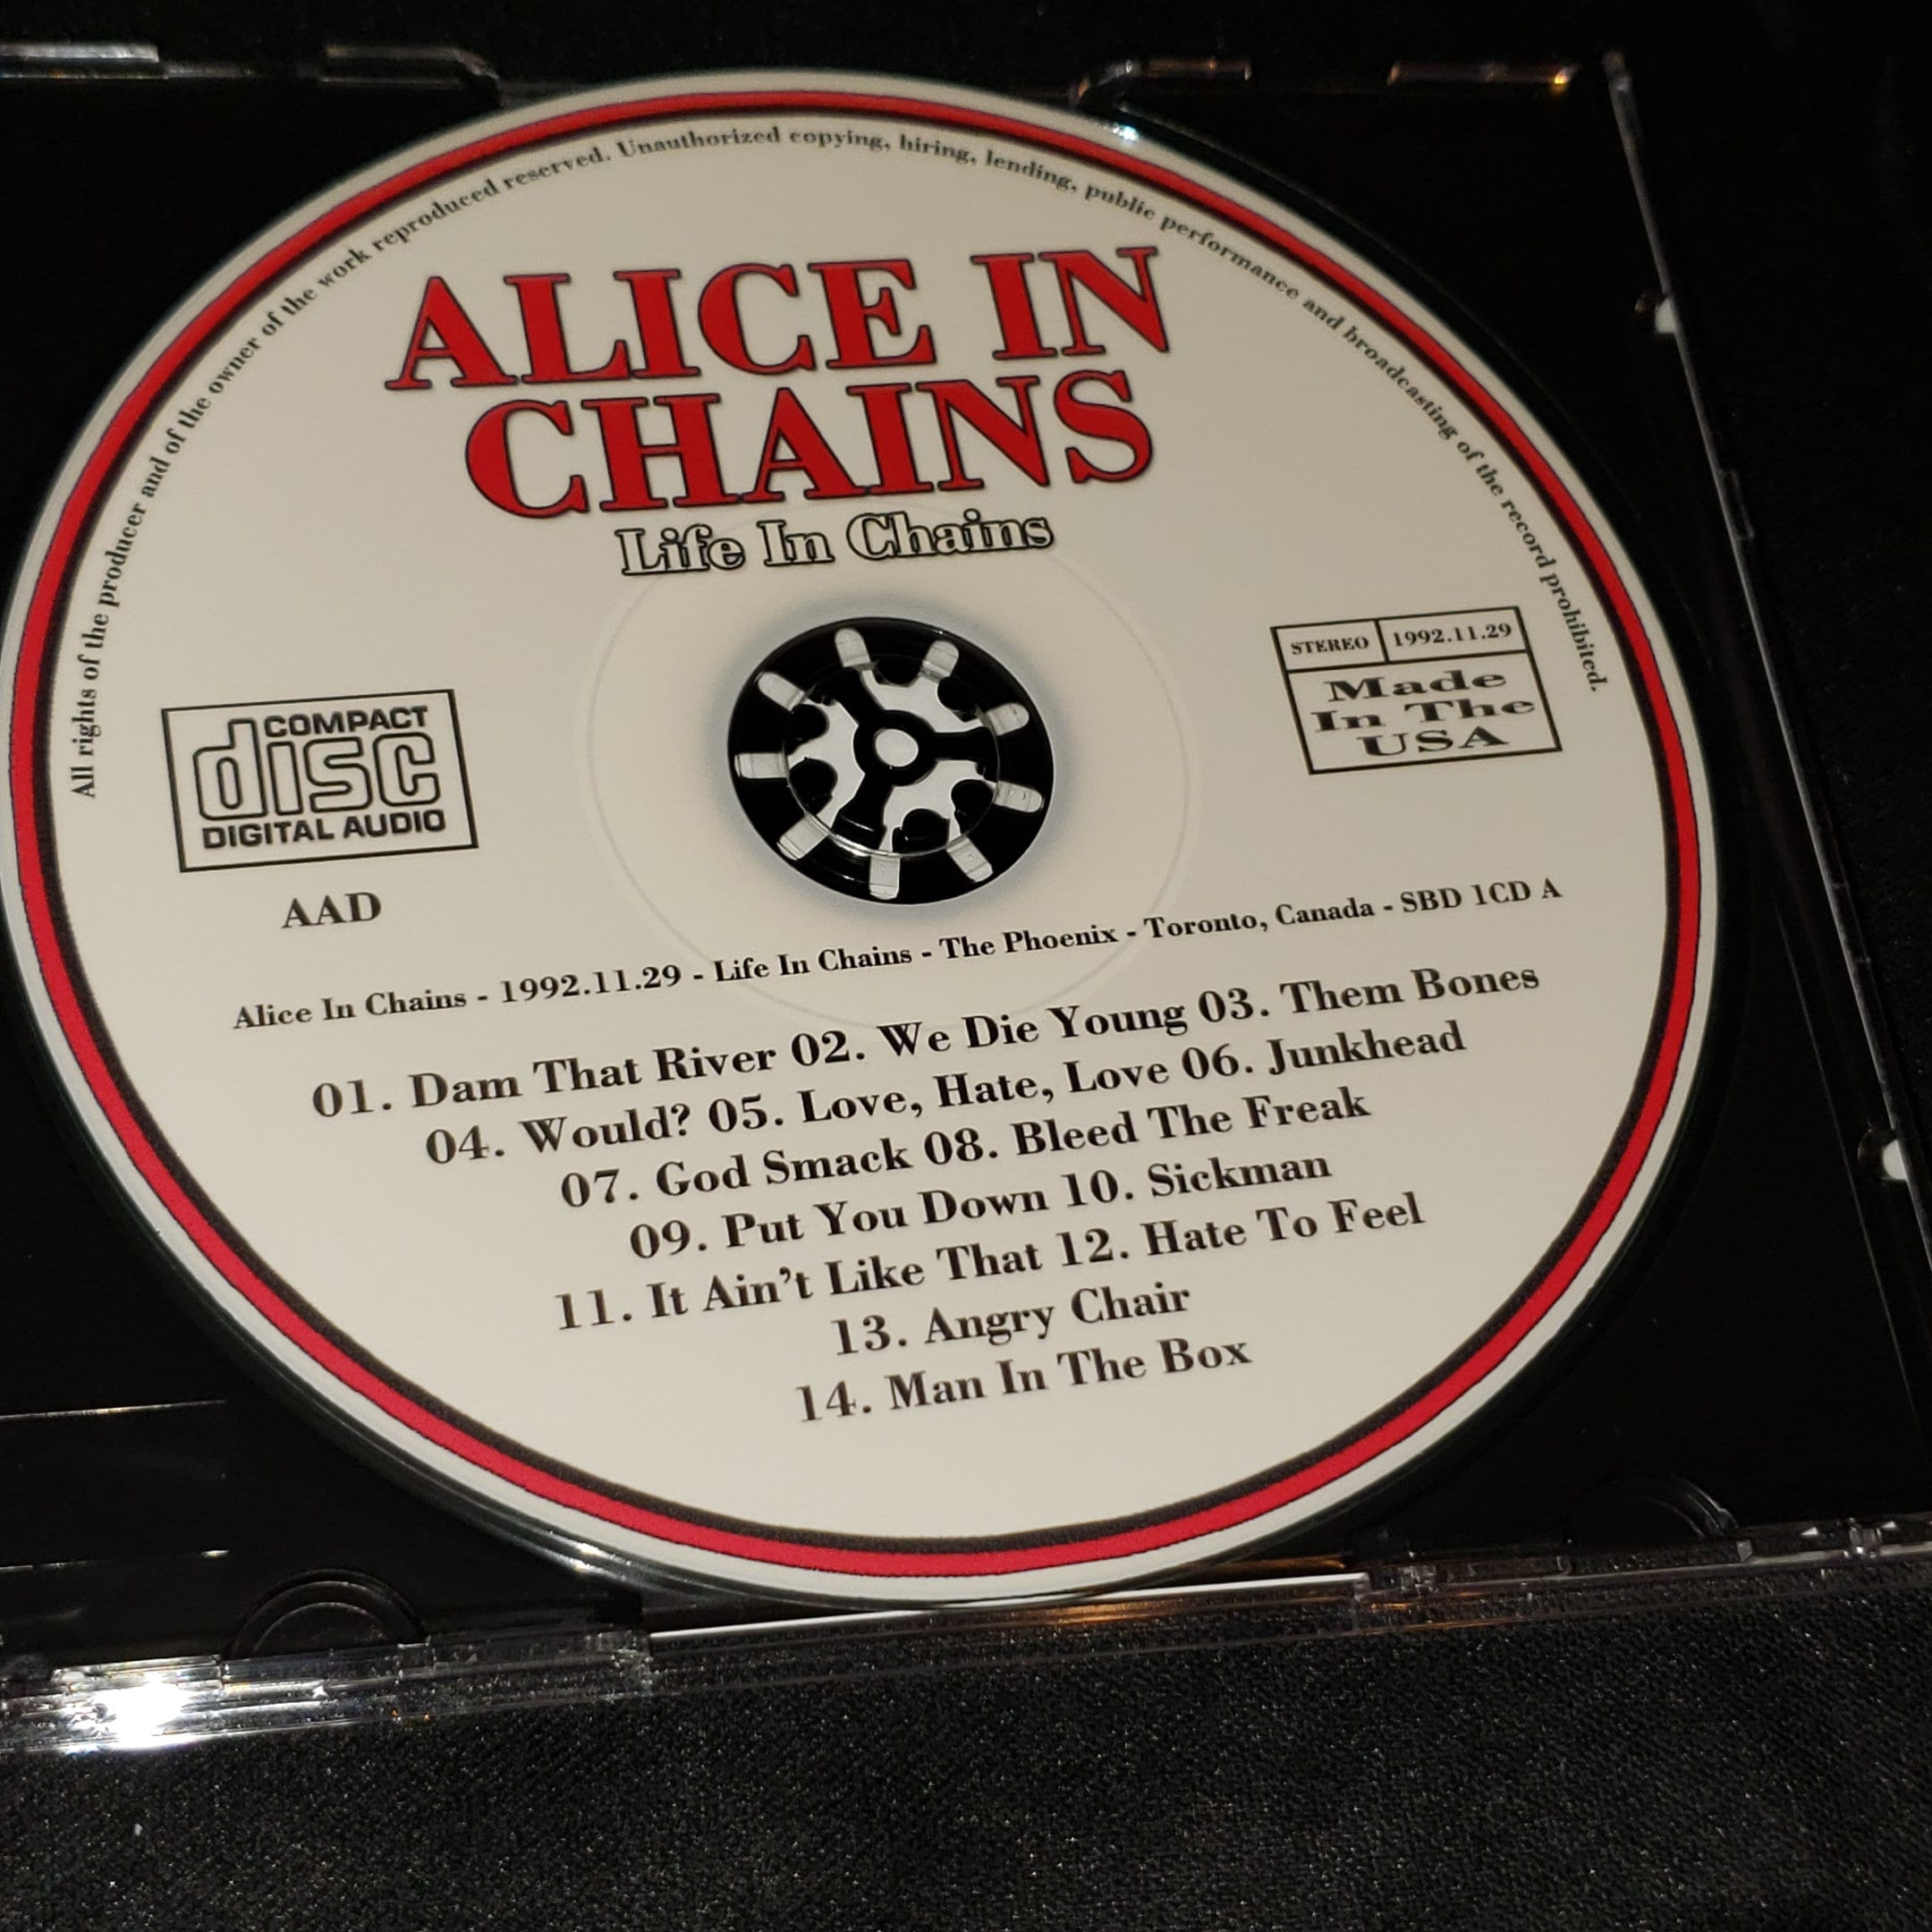 All rights of the producer and of the owner of the work reproduced reserved. Unauthorized copying, hiring, lending, public performance and broadcasting of the record prohibited.
ALICE IN
CHAINS
Life In Chains
STEREO 1992.11.29
Made
In The
USA
COMPACT
disc
DIGITAL AUDIO
AAD
Alice In Chains - 1992.11.29 - Life In Chains - The Phoenix - Toronto, Canada - SBD 1CD A
01. Dam That River 02. We Die Young 03. Them Bones
04. Would? 05. Love, Hate, Love 06. Junkhead
07. God Smack 08. Bleed The Freak
09. Put You Down 10. Sickman
11. It Ain't Like That 12. Hate To Feel
13. Angry Chair
14. Man In The Box